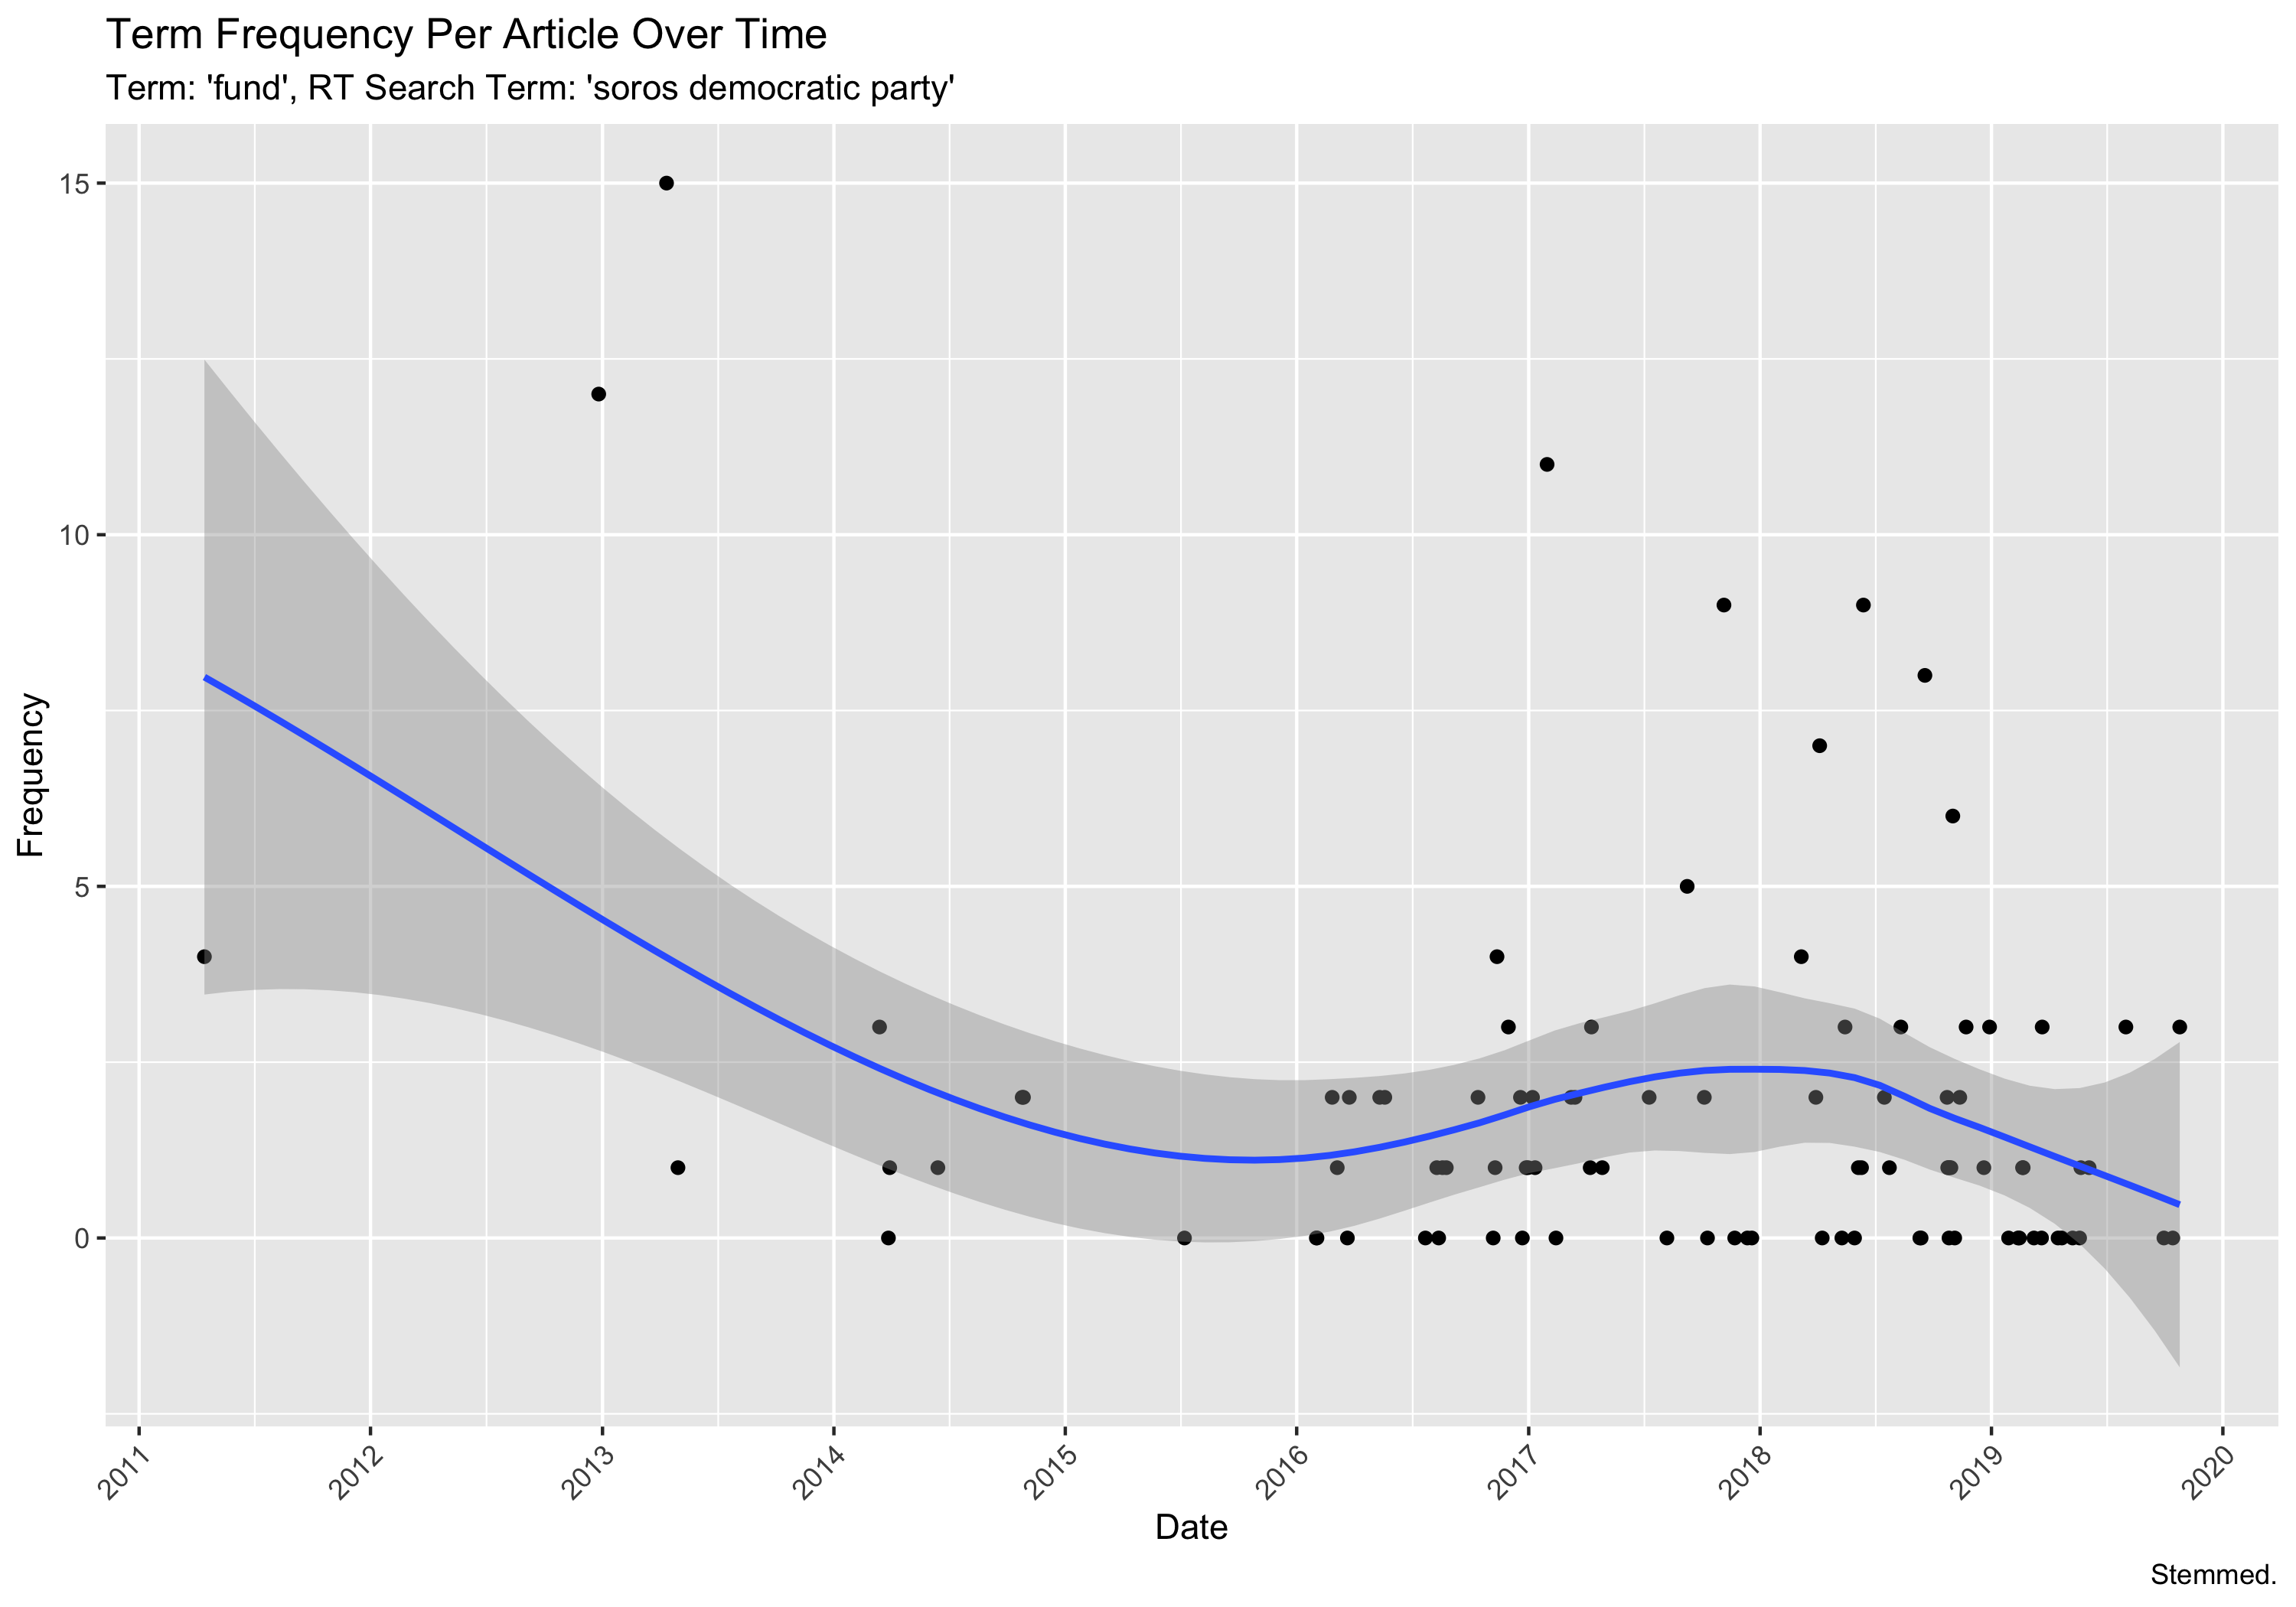 Term Frequency Per Article Over Time
Term: 'fund', RT Search Term: 'soros democratic party'
15
10
5
0
Frequency
2011
2012
2013
2014
2015
2016
2017
2018
2019
2020
Date
Stemmed.